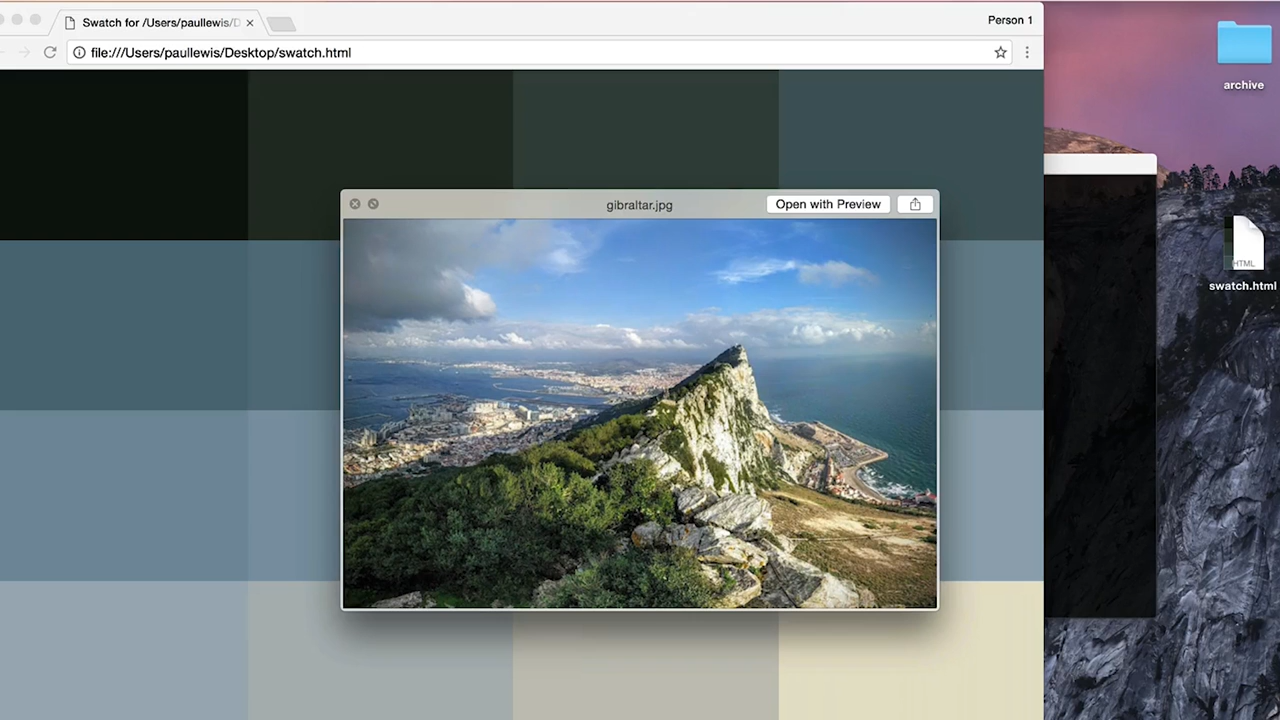 Swatch for /Users/paullewis/D
Person 1
file:///Users/paullewis/Desktop/swatch.html
archive
gibraltar.jpg
Open with Preview
HTML
swatch.html